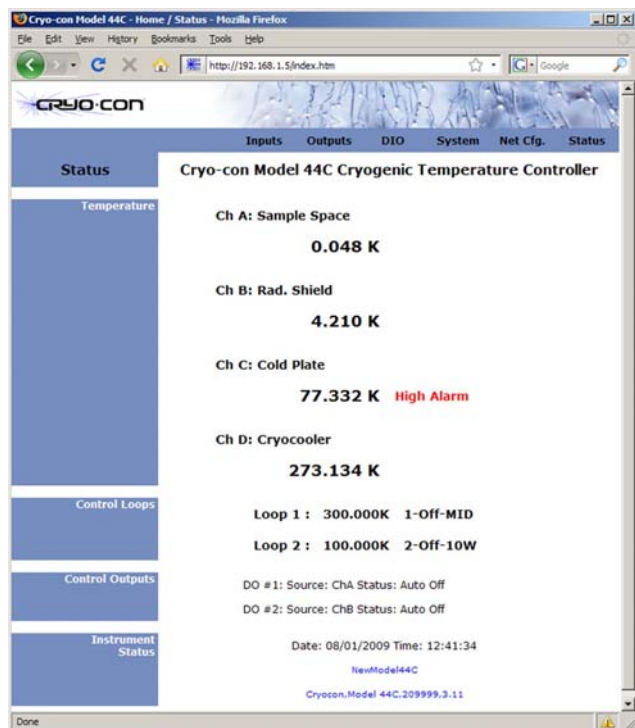 Cryo-con Model 44C - Home / Status - Mozilla Firefox
File Edit View History Bookmarks Tools Help
http://192.168.1.5/index.htm
Google
CRYO·CON
Inputs Outputs DIO System Net Cfg. Status
Status
Cryo-con Model 44C Cryogenic Temperature Controller
Temperature
Ch A: Sample Space
0.048 K
Ch B: Rad. Shield
4.210 K
Ch C: Cold Plate
77.332 K High Alarm
Ch D: Cryocooler
273.134 K
Control Loops
Loop 1 : 300.000K 1-Off-MID
Loop 2 : 100.000K 2-Off-10W
Control Outputs
DO #1: Source: ChA Status: Auto Off
DO #2: Source: ChB Status: Auto Off
Instrument
Status
Date: 08/01/2009 Time: 12:41:34
NewModel44C
Cryocon.Model 44C.209999.3.11
Done